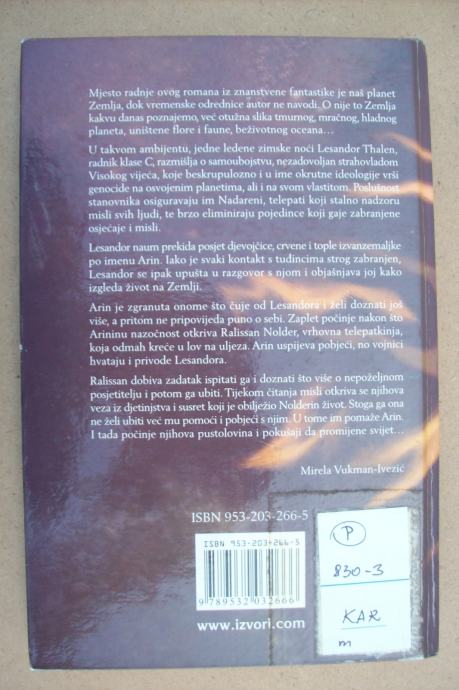 Mjesto radnje ovog romana iz znanstvene fantastike je naš planet
Zemlja, dok vremenske odrednice autor ne navodi. O nije to Zemlja
kakvu danas poznajemo, već otužna slika tmurnog, mračnog, hladnog
planeta, uništene flore i faune, beživotnog oceana…
U takvom ambijentu, jedne ledene zimske noći Lesandor Thalen,
radnik klase C, razmišlja o samoubojstvu, nezadovoljan strahovladom
Visokog vijeća, koje beskrupulozno i u ime okrutne ideologije vrši
genocide na osvojenim planetima, ali i na svom vlastitom. Poslušnost
stanovnika osiguravaju im Nadareni, telepati koji stalno nadzoru
misli svih ljudi, te brzo eliminiraju pojedince koji gaje zabranjene
osjećaje i misli.
Lesandor naum prekida posjet djevojčice, crvene i tople izvanzemaljke
po imenu Arin. Iako je svaki kontakt s tuđincima strog zabranjen,
Lesandor se ipak upušta u razgovor s njom i objašnjava joj kako
izgleda život na Zemlji.
Arin je zgranuta onome što čuje od Lesandora i želi doznati još
više, a pritom ne pripovijeda puno o sebi. Zaplet počinje nakon što
Arininu nazočnost otkriva Ralissan Nolder, vrhovna telepatkinja,
koja odmah kreće u lov na uljeza. Arin uspijeva pobjeći, no vojnici
hvataju i privode Lesandora.
Ralissan dobiva zadatak ispitati ga i doznati što više o nepoželjnom
posjetitelju i potom ga ubiti. Tijekom čitanja misli otkriva se njihova
veza iz djetinjstva i susret koji je obilježio Nolderin život. Stoga ga ona
ne želi ubiti već mu pomoći i pobjeći s njim. U tome im pomaže Arin.
I tada počinje njihova pustolovina i pokušaji da promijene svijet…
Mirela Vukman-Ivezić
ISBN 953-203-266-5
ISBN 953-203-266-5
9 789532 032666
www.izvori.com
P
830-3
KAR
m